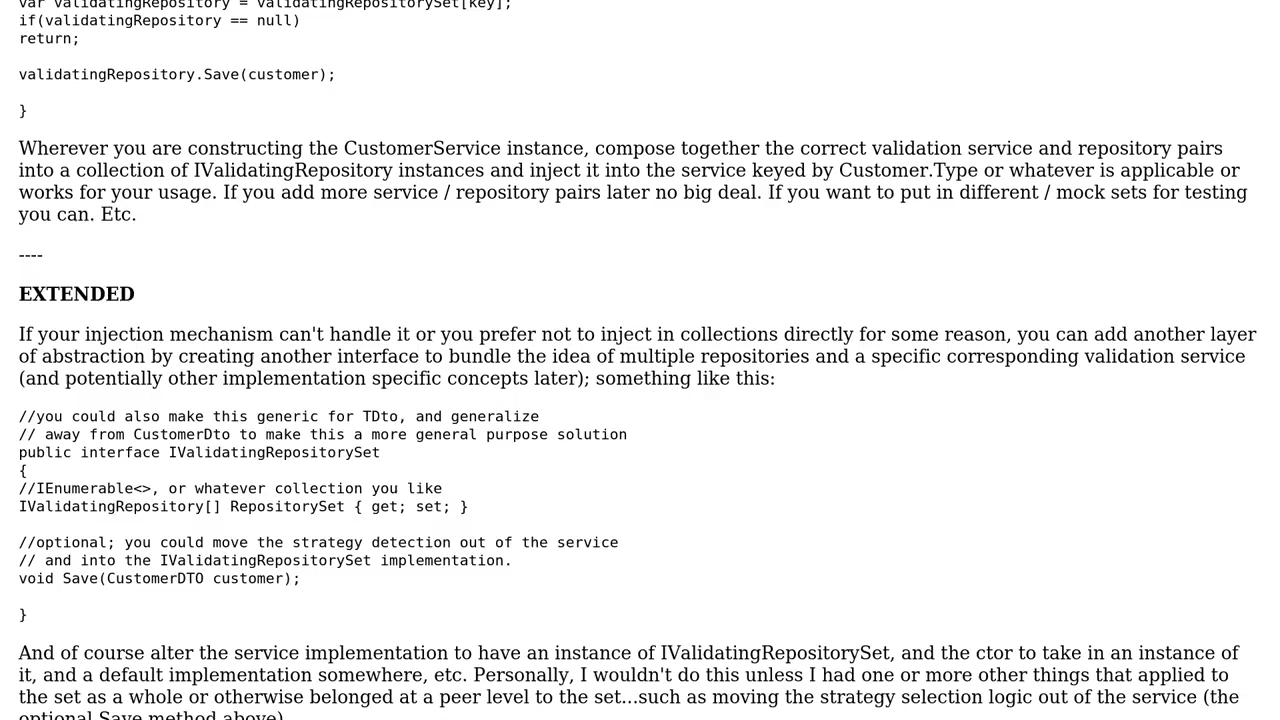 var validatingRepository = validatingRepositorySet[key];
if(validatingRepository == null)
return;
validatingRepository.Save(customer);
}
Wherever you are constructing the CustomerService instance, compose together the correct validation service and repository pairs
into a collection of IValidatingRepository instances and inject it into the service keyed by Customer.Type or whatever is applicable or
works for your usage. If you add more service / repository pairs later no big deal. If you want to put in different / mock sets for testing
you can. Etc.
----
EXTENDED
If your injection mechanism can't handle it or you prefer not to inject in collections directly for some reason, you can add another layer
of abstraction by creating another interface to bundle the idea of multiple repositories and a specific corresponding validation service
(and potentially other implementation specific concepts later); something like this:
//you could also make this generic for TDto, and generalize
// away from CustomerDto to make this a more general purpose solution
public interface IValidatingRepositorySet
{
//IEnumerable<>, or whatever collection you like
IValidatingRepository[] RepositorySet { get; set; }
//optional; you could move the strategy detection out of the service
// and into the IValidatingRepositorySet implementation.
void Save(CustomerDTO customer);
}
And of course alter the service implementation to have an instance of IValidatingRepositorySet, and the ctor to take in an instance of
it, and a default implementation somewhere, etc. Personally, I wouldn't do this unless I had one or more other things that applied to
the set as a whole or otherwise belonged at a peer level to the set...such as moving the strategy selection logic out of the service (the
optional Save method above).